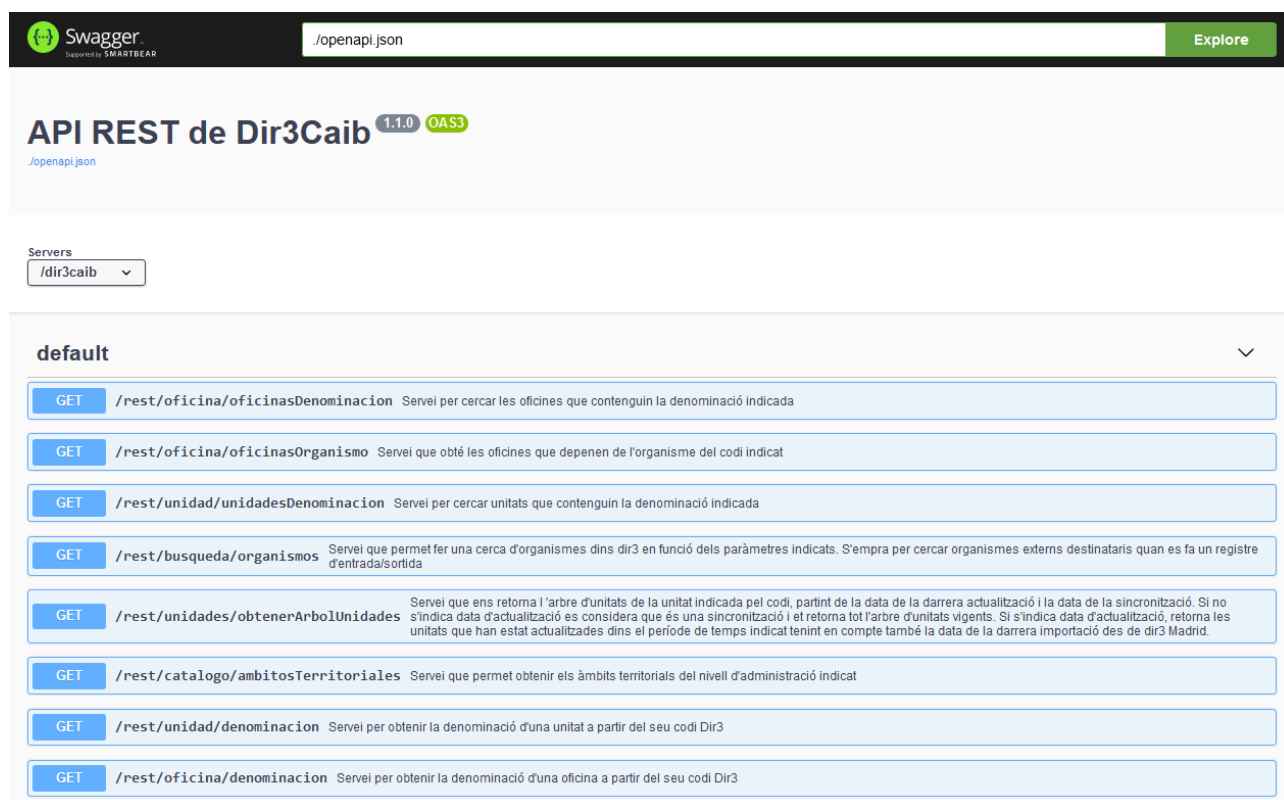 Swagger.
Supported by SMARTBEAR
./openapi.json
Explore
API REST de Dir3Caib 1.1.0 OAS3
./openapi.json
Servers
/dir3caib
default
GET /rest/oficina/oficinasDenominacion Servei per cercar les oficines que contenguin la denominació indicada
GET /rest/oficina/oficinasOrganismo Servei que obté les oficines que depenen de l'organisme del codi indicat
GET /rest/unidad/unidadesDenominacion Servei per cercar unitats que contenguin la denominació indicada
GET /rest/busqueda/organismos Servei que permet fer una cerca d'organismes dins dir3 en funció dels paràmetres indicats. S'empra per cercar organismes externs destinataris quan es fa un registre
d'entrada/sortida
GET /rest/unidades/obtenerArbolUnidades Servei que ens retorna l 'arbre d'unitats de la unitat indicada pel codi, partint de la data de la darrera actualització i la data de la sincronització. Si no
s'indica data d'actualització es considera que és una sincronització i et retorna tot l'arbre d'unitats vigents. Si s'indica data d'actualització, retorna les
unitats que han estat actualitzades dins el període de temps indicat tenint en compte també la data de la darrera importació des de dir3 Madrid.
GET /rest/catalogo/ambitosTerritoriales Servei que permet obtenir els àmbits territorials del nivell d'administració indicat
GET /rest/unidad/denominacion Servei per obtenir la denominació d'una unitat a partir del seu codi Dir3
GET /rest/oficina/denominacion Servei per obtenir la denominació d'una oficina a partir del seu codi Dir3